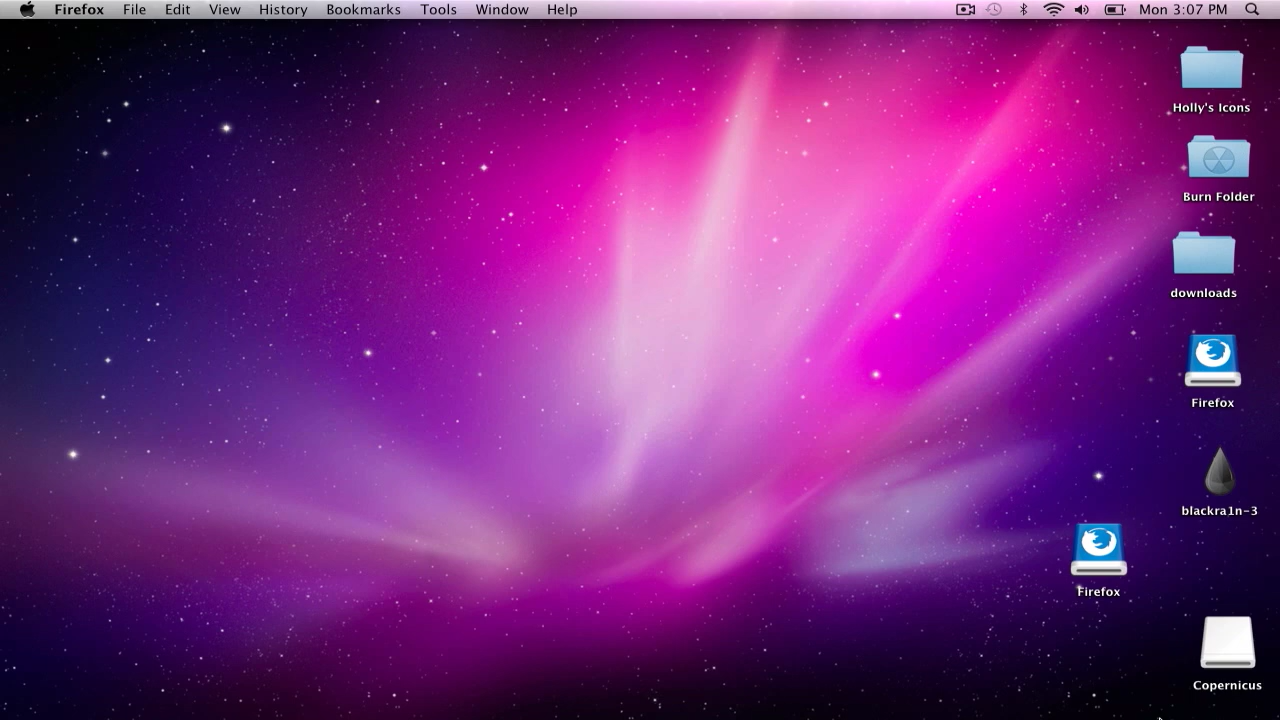 Firefox File Edit View History Bookmarks Tools Window Help Mon 3:07 PM
Holly's Icons
Burn Folder
downloads
Firefox
blackra1n-3
Firefox
Copernicus